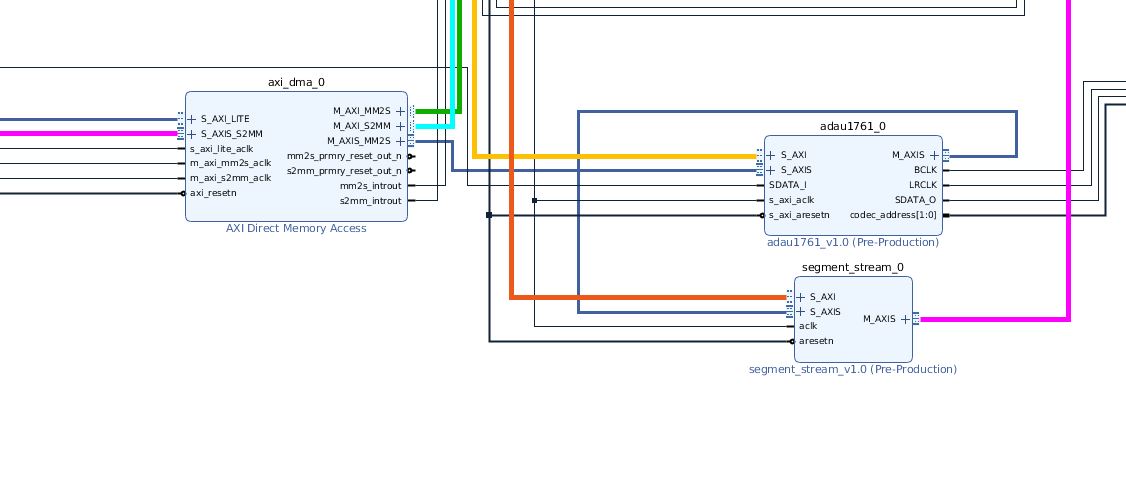 axi_dma_0
S_AXI_LITE
S_AXIS_S2MM
s_axi_lite_aclk
m_axi_mm2s_aclk
m_axi_s2mm_aclk
axi_resetn
M_AXI_MM2S
M_AXI_S2MM
M_AXIS_MM2S
mm2s_prmry_reset_out_n
s2mm_prmry_reset_out_n
mm2s_introut
s2mm_introut
AXI Direct Memory Access
adau1761_0
S_AXI
S_AXIS
SDATA_I
s_axi_aclk
s_axi_aresetn
M_AXIS
BCLK
LRCLK
SDATA_O
codec_address[1:0]
adau1761_v1.0 (Pre-Production)
segment_stream_0
S_AXI
S_AXIS
aclk
aresetn
M_AXIS
segment_stream_v1.0 (Pre-Production)